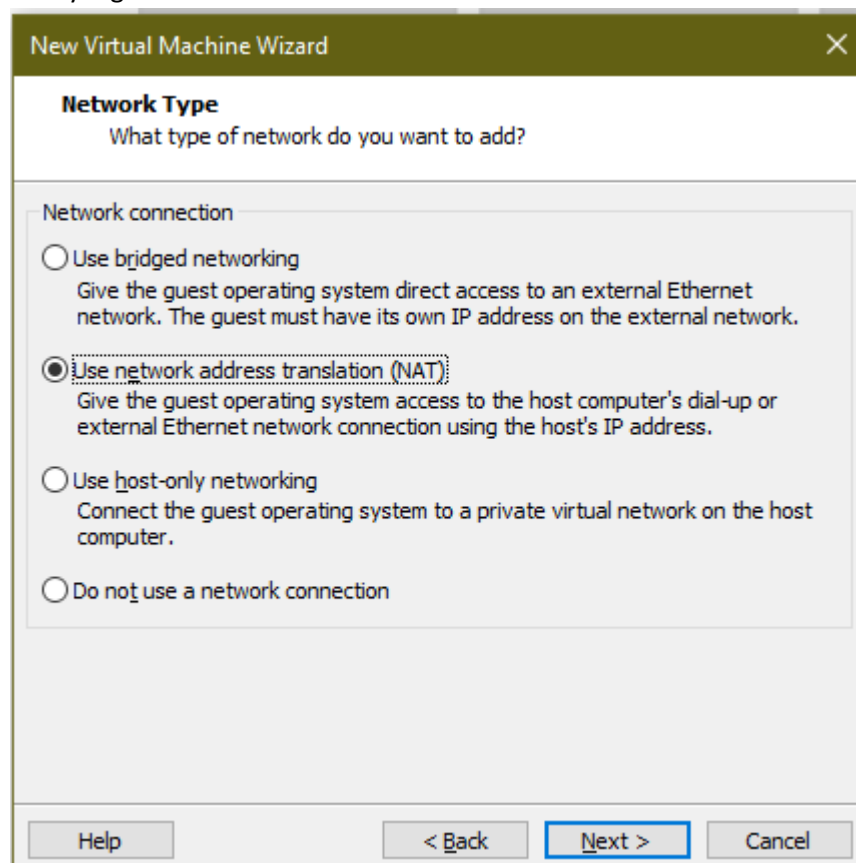 New Virtual Machine Wizard
Network Type
What type of network do you want to add?
Network connection
Use bridged networking
Give the guest operating system direct access to an external Ethernet
network. The guest must have its own IP address on the external network.
Use network address translation (NAT)
Give the guest operating system access to the host computer's dial-up or
external Ethernet network connection using the host's IP address.
Use host-only networking
Connect the guest operating system to a private virtual network on the host
computer.
Do not use a network connection
Help < Back Next > Cancel